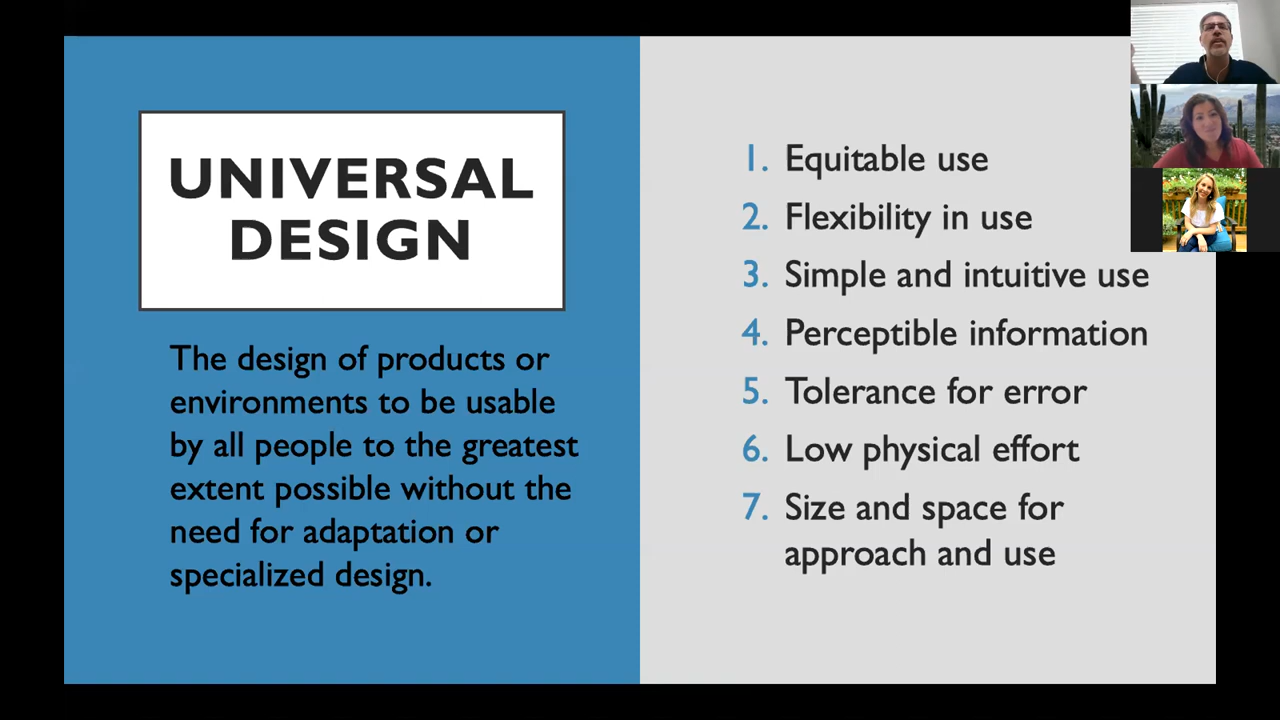 UNIVERSAL
DESIGN
The design of products or
environments to be usable
by all people to the greatest
extent possible without the
need for adaptation or
specialized design.
1. Equitable use
2. Flexibility in use
3. Simple and intuitive use
4. Perceptible information
5. Tolerance for error
6. Low physical effort
7. Size and space for
approach and use